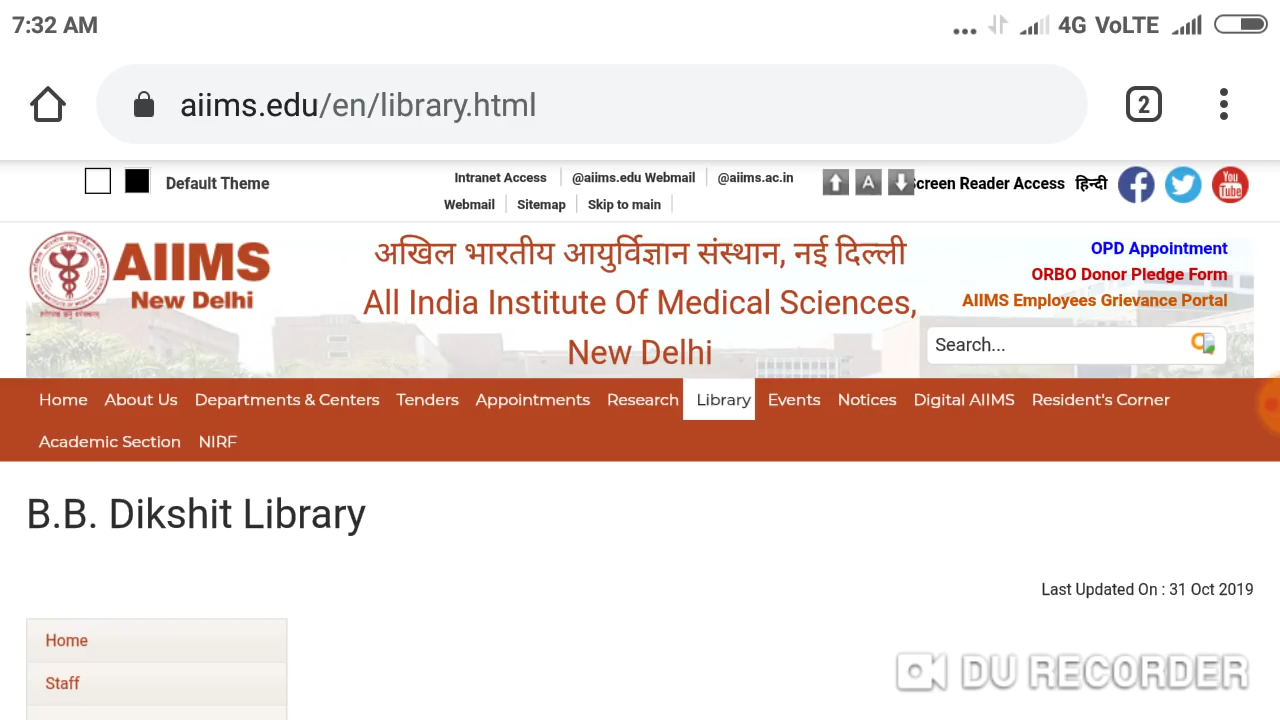 7:32 AM
4G VoLTE
aiims.edu/en/library.html
2
Default Theme
Intranet Access
@aiims.edu Webmail
@aiims.ac.in
Webmail
Sitemap
Skip to main
A
Screen Reader Access
हिन्दी
You Tube
AIIMS
New Delhi
अखिल भारतीय आयुर्विज्ञान संस्थान, नई दिल्ली
All India Institute Of Medical Sciences,
New Delhi
OPD Appointment
ORBO Donor Pledge Form
AIIMS Employees Grievance Portal
Search...
Home About Us Departments & Centers Tenders Appointments Research Library Events Notices Digital AIIMS Resident's Corner
Academic Section NIRF
B.B. Dikshit Library
Last Updated On : 31 Oct 2019
Home
Staff
DU RECORDER